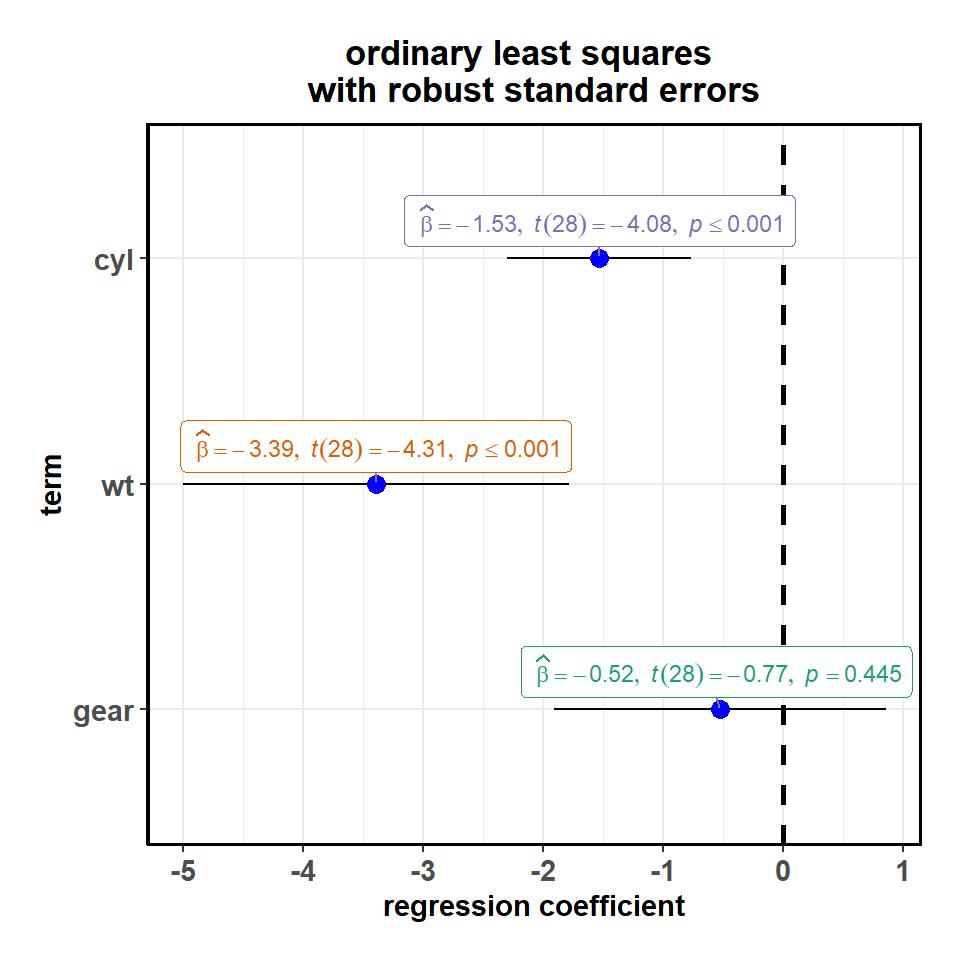 ordinary least squares
with robust standard errors
β̂ = −1.53, t(28) = −4.08, p ≤ 0.001
cyl
β̂ = −3.39, t(28) = −4.31, p ≤ 0.001
wt
term
β̂ = −0.52, t(28) = −0.77, p = 0.445
gear
-5 -4 -3 -2 -1 0 1
regression coefficient